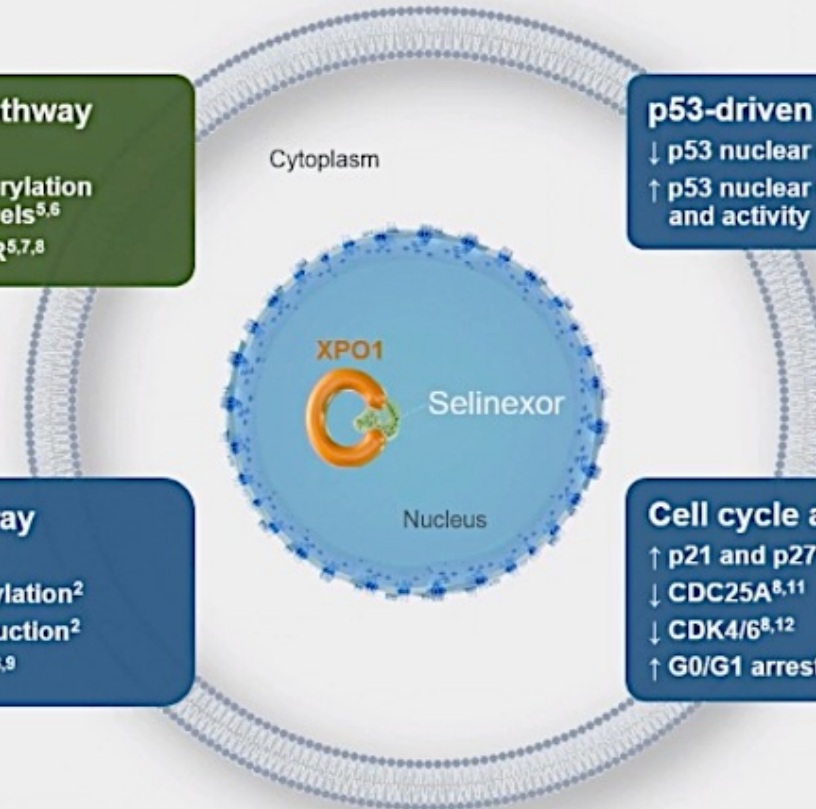 thway
rylation
els5,6
R5,7,8
Cytoplasm
p53-driven
↓ p53 nuclear
↑ p53 nuclear
and activity
XPO1
Selinexor
Nucleus
ay
ylation2
uction2
,9
Cell cycle a
↑ p21 and p27
↓ CDC25A8,11
↓ CDK4/68,12
↑ G0/G1 arrest